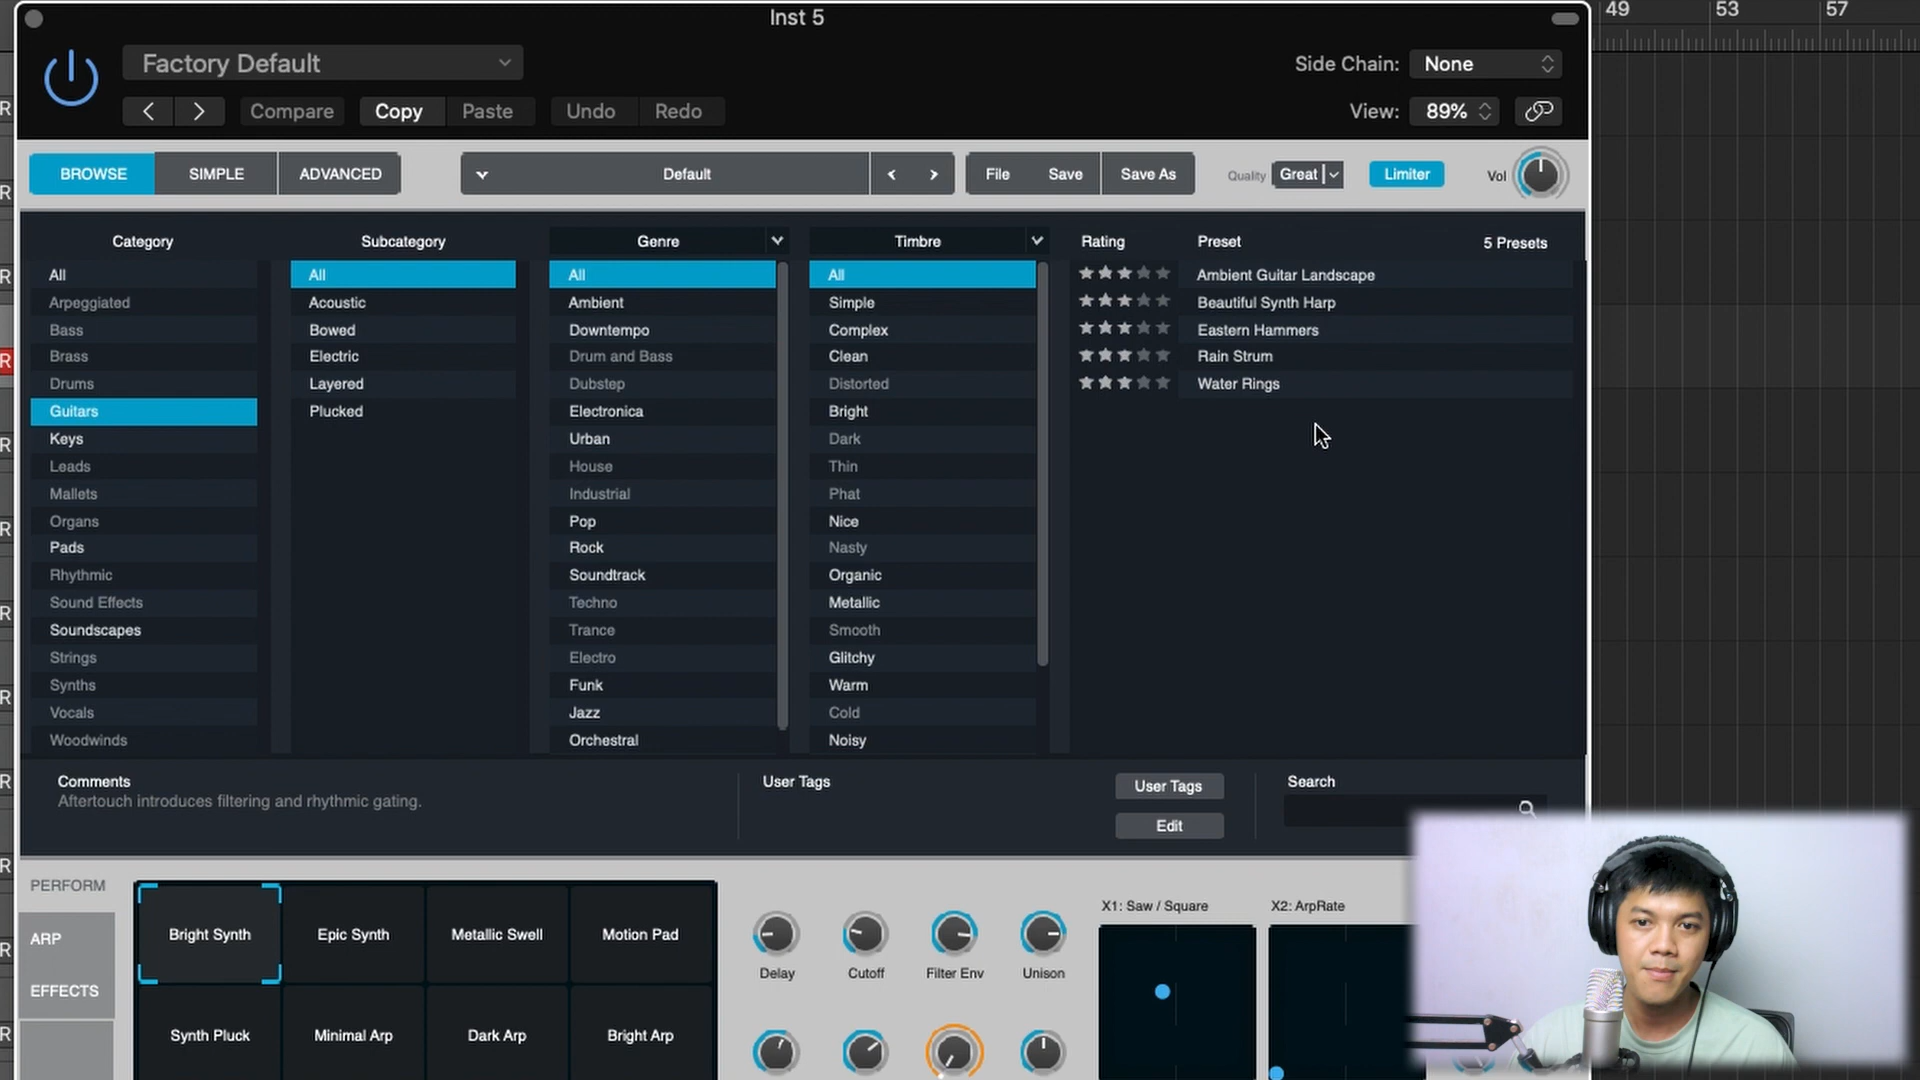 Inst 5
49 53 57
Factory Default
Side Chain: None
Compare Copy Paste Undo Redo
View: 89%
BROWSE SIMPLE ADVANCED
Default
File Save Save As
Quality Great
Limiter
Vol
Category
All
Arpeggiated
Bass
Brass
Drums
Guitars
Keys
Leads
Mallets
Organs
Pads
Rhythmic
Sound Effects
Soundscapes
Strings
Synths
Vocals
Woodwinds
Subcategory
All
Acoustic
Bowed
Electric
Layered
Plucked
Genre
All
Ambient
Downtempo
Drum and Bass
Dubstep
Electronica
Urban
House
Industrial
Pop
Rock
Soundtrack
Techno
Trance
Electro
Funk
Jazz
Orchestral
Timbre
All
Simple
Complex
Clean
Distorted
Bright
Dark
Thin
Phat
Nice
Nasty
Organic
Metallic
Smooth
Glitchy
Warm
Cold
Noisy
Rating Preset 5 Presets
Ambient Guitar Landscape
Beautiful Synth Harp
Eastern Hammers
Rain Strum
Water Rings
Comments
Aftertouch introduces filtering and rhythmic gating.
User Tags
User Tags
Edit
Search
PERFORM
ARP
EFFECTS
Bright Synth Epic Synth Metallic Swell Motion Pad
Synth Pluck Minimal Arp Dark Arp Bright Arp
Delay Cutoff Filter Env Unison
X1: Saw / Square X2: ArpRate
R
R
R
R
R
R
R
R
R
R
R
R